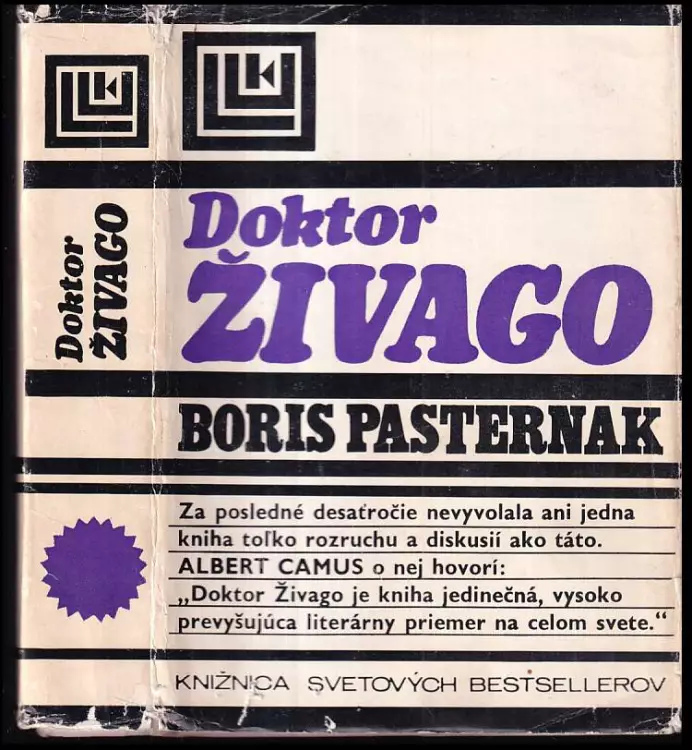 Doktor
ŽIVAGO
Doktor
ŽIVAGO
BORIS PASTERNAK
Za posledné desaťročie nevyvolala ani jedna
kniha toľko rozruchu a diskusií ako táto.
ALBERT CAMUS o nej hovorí:
„Doktor Živago je kniha jedinečná, vysoko
prevyšujúca literárny priemer na celom svete.“
KNIŽNICA SVETOVÝCH BESTSELLEROV